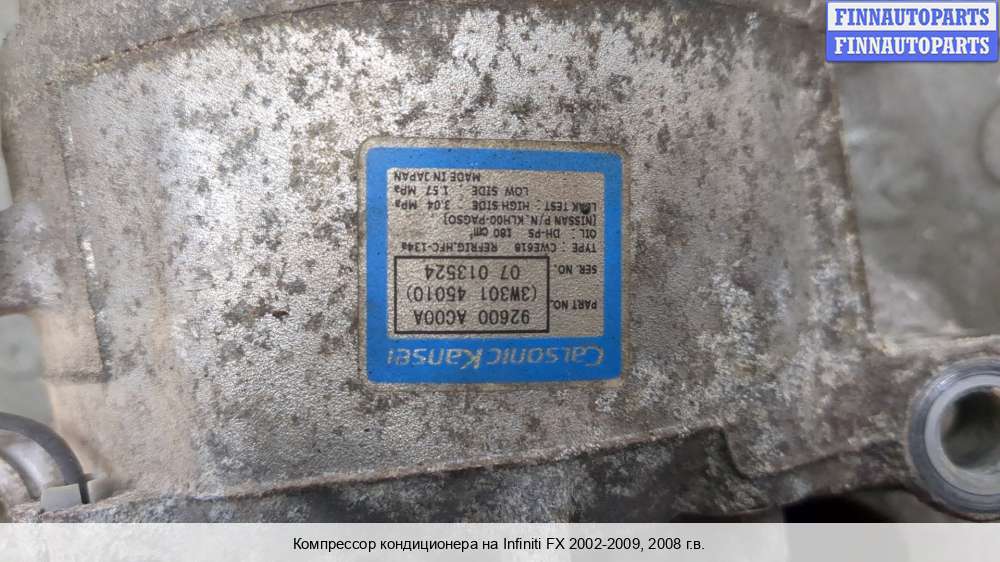 FINNAUTOPARTS
FINNAUTOPARTS
Calsonic Kansei
PART NO. 92600 AC00A
(3W301 45010)
SER. NO. 07 013524
TYPE : CWE618 REFRIG.HFC-134a
OIL : DH-PS 180 cm³
(NISSAN P/N. KLH00-PAGS0)
LEAK TEST : HIGH SIDE : 3.04 MPa
LOW SIDE : 1.57 MPa
MADE IN JAPAN
Компрессор кондиционера на Infiniti FX 2002-2009, 2008 г.в.